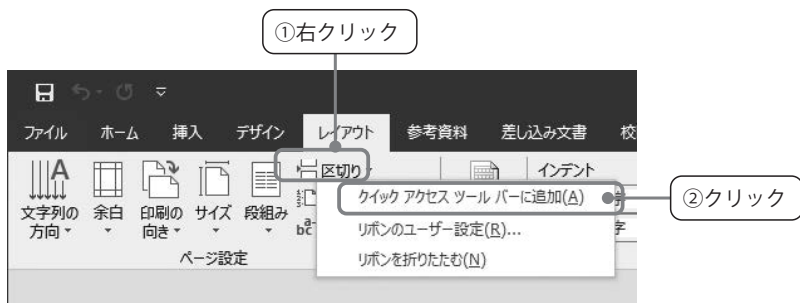 ①右クリック
ファイル ホーム 挿入 デザイン レイアウト 参考資料 差し込み文書 校
区切り インデント
文字列の方向 余白 印刷の向き サイズ 段組み
クイック アクセス ツール バーに追加(A)
②クリック
リボンのユーザー設定(R)...
字
リボンを折りたたむ(N)
ページ設定